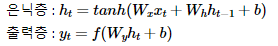 은닉층 : h_t = tanh(W_x x_t + W_h h_{t−1} + b)
출력층 : y_t = f(W_y h_t + b)